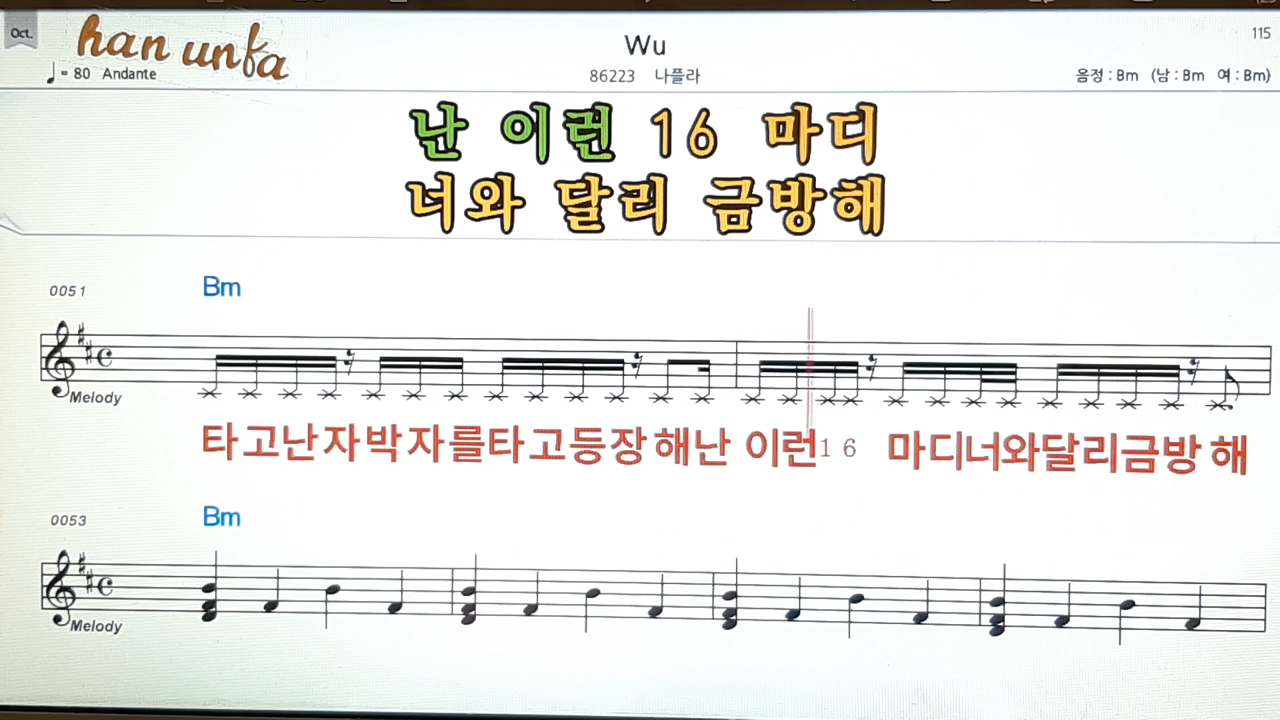 Oct.
han unfa
Wu
115
♩= 80 Andante
86223 나플라
음정 : Bm (남 : Bm 여 : Bm)
난 이런 16 마디
너와 달리 금방해
0051
Bm
Melody
타고난자박자를타고등장해난 이런16 마디너와달리금방해
0053
Bm
Melody